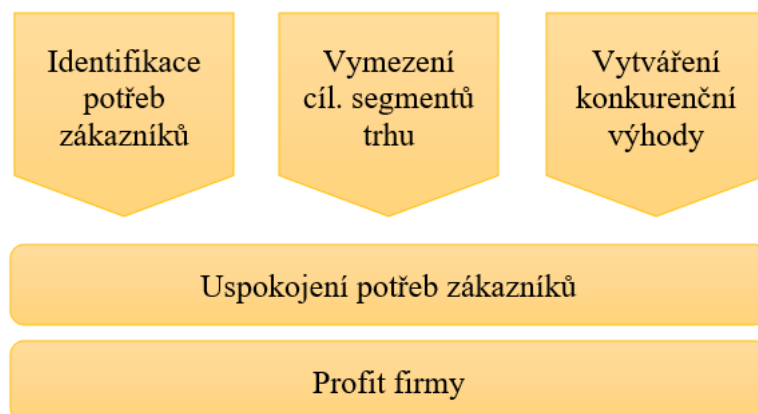 Identifikace
potřeb
zákazníků
Vymezení
cíl. segmentů
trhu
Vytváření
konkurenční
výhody
Uspokojení potřeb zákazníků
Profit firmy